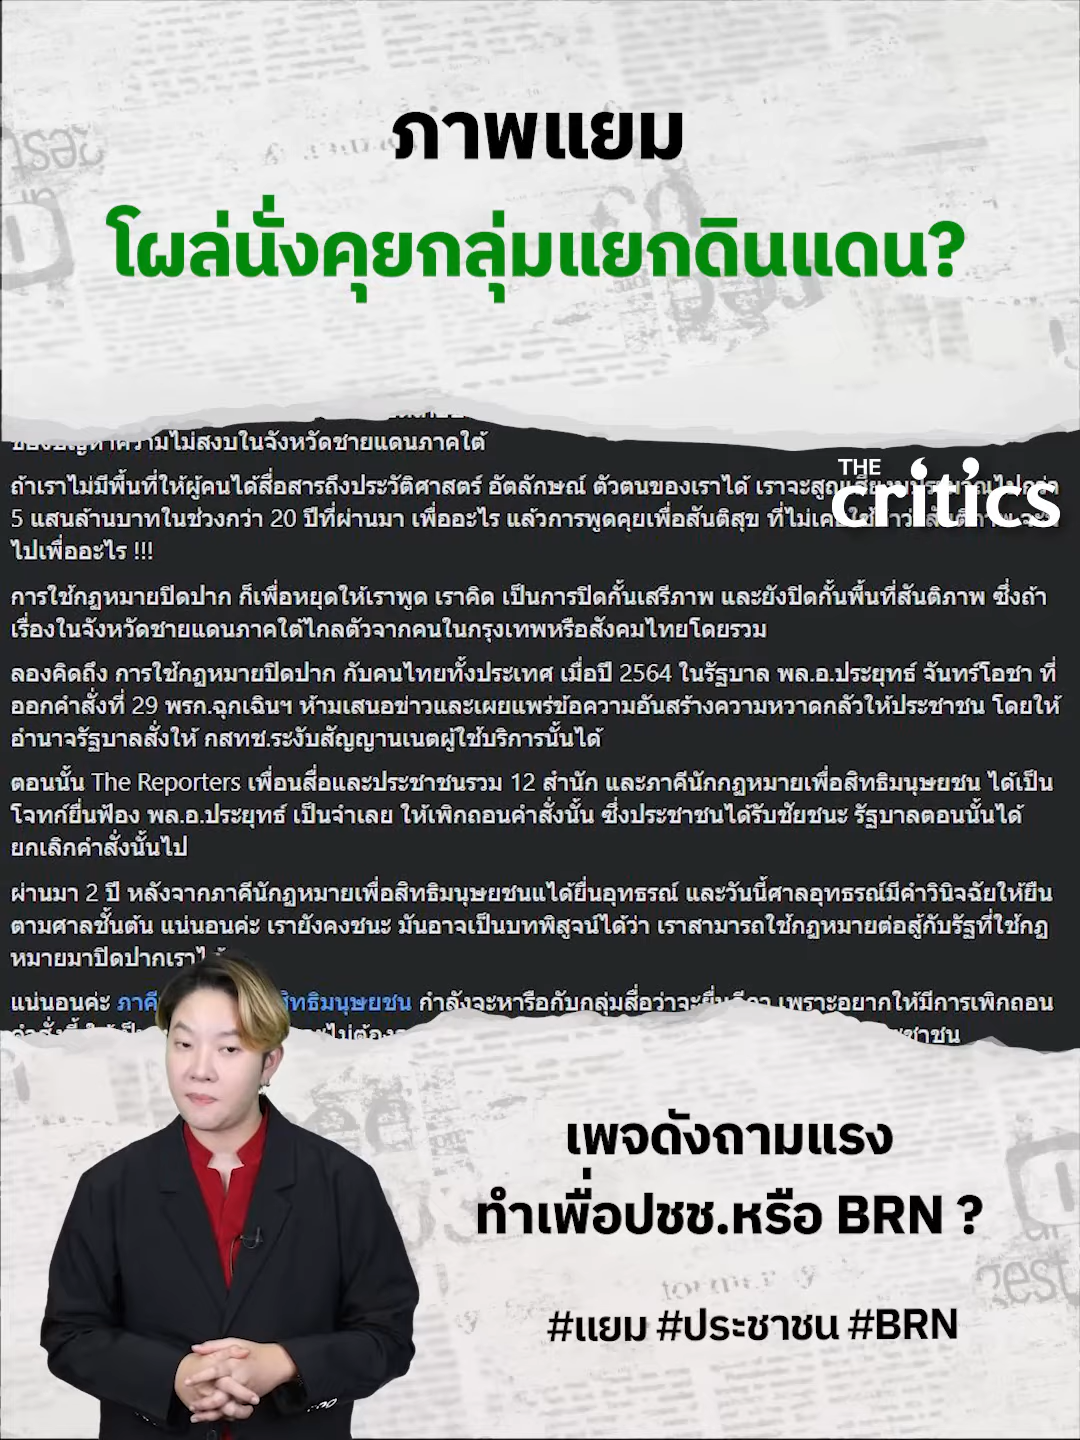 ภาพแยม
โผล่นั่งคุยกลุ่มแยกดินแดน?
ความไม่สงบในจังหวัดชายแดนภาคใต้
THE
critics
ถ้าเราไม่มีพื้นที่ให้ผู้คนได้สื่อสารถึงประวัติศาสตร์ อัตลักษณ์ ตัวตนของเราได้ เราจะสูญเสียงบประมาณไปกว่า
5 แสนล้านบาทในช่วงกว่า 20 ปีที่ผ่านมา เพื่ออะไร แล้วการพูดคุยเพื่อสันติสุข ที่ไม่เคยใช้คำว่าสันติภาพ
ไปเพื่ออะไร !!!
การใช้กฎหมายปิดปาก ก็เพื่อหยุดให้เราพูด เราคิด เป็นการปิดกั้นเสรีภาพ และยังปิดกั้นพื้นที่สันติภาพ ซึ่งถ้า
เรื่องในจังหวัดชายแดนภาคใต้ไกลตัวจากคนในกรุงเทพหรือสังคมไทยโดยรวม
ลองคิดถึง การใช้กฎหมายปิดปาก กับคนไทยทั้งประเทศ เมื่อปี 2564 ในรัฐบาล พล.อ.ประยุทธ์ จันทร์โอชา ที่
ออกคำสั่งที่ 29 พรก.ฉุกเฉินฯ ห้ามเสนอข่าวและเผยแพร่ข้อความอันสร้างความหวาดกลัวให้ประชาชน โดยให้
อำนาจรัฐบาลสั่งให้ กสทช.ระงับสัญญานเนตผู้ใช้บริการนั้นได้
ตอนนั้น The Reporters เพื่อนสื่อและประชาชนรวม 12 สำนัก และภาคีนักกฎหมายเพื่อสิทธิมนุษยชน ได้เป็น
โจทก์ยื่นฟ้อง พล.อ.ประยุทธ์ เป็นจำเลย ให้เพิกถอนคำสั่งนั้น ซึ่งประชาชนได้รับชัยชนะ รัฐบาลตอนนั้นได้
ยกเลิกคำสั่งนั้นไป
ผ่านมา 2 ปี หลังจากภาคีนักกฎหมายเพื่อสิทธิมนุษยชนแได้ยื่นอุทธรณ์ และวันนี้ศาลอุทธรณ์มีคำวินิจฉัยให้ยืน
ตามศาลชั้นต้น แน่นอนค่ะ เรายังคงชนะ มันอาจเป็นบทพิสูจน์ได้ว่า เราสามารถใช้กฎหมายต่อสู้กับรัฐที่ใช้กฎ
หมายมาปิดปากเราได้
แน่นอนค่ะ ภาคี สิทธิมนุษยชน กำลังจะหารือกับกลุ่มสื่อว่าจะยื่นฎีกา เพราะอยากให้มีการเพิกถอน
เพจดังถามแรง
ทำเพื่อปชช.หรือ BRN ?
#แยม #ประชาชน #BRN